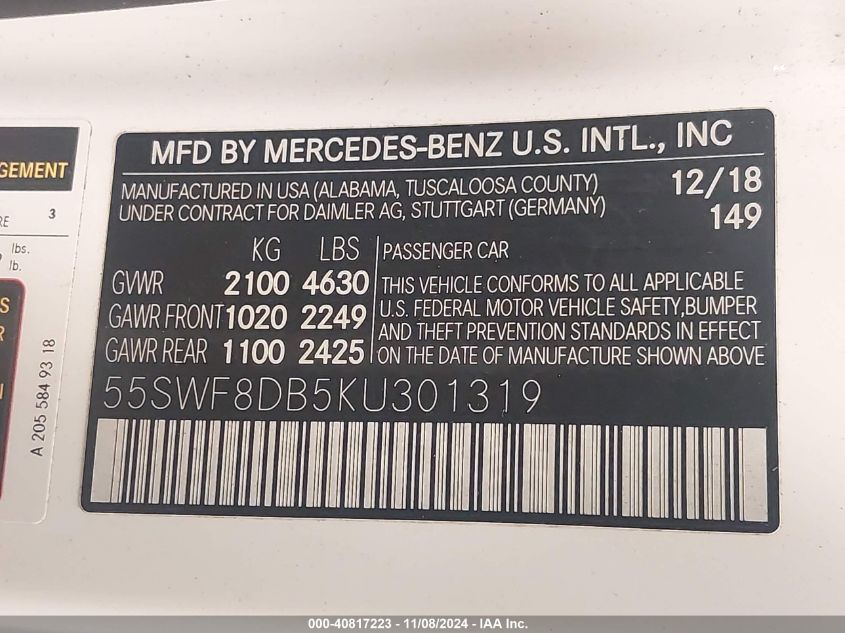 GEMENT
RE 3
lbs.
lb.
S
R
N
A 205 584 93 18
MFD BY MERCEDES-BENZ U.S. INTL., INC
MANUFACTURED IN USA (ALABAMA, TUSCALOOSA COUNTY) 12/18
UNDER CONTRACT FOR DAIMLER AG, STUTTGART (GERMANY) 149
KG LBS PASSENGER CAR
GVWR 2100 4630 THIS VEHICLE CONFORMS TO ALL APPLICABLE
U.S. FEDERAL MOTOR VEHICLE SAFETY,BUMPER
GAWR FRONT 1020 2249 AND THEFT PREVENTION STANDARDS IN EFFECT
GAWR REAR 1100 2425 ON THE DATE OF MANUFACTURE SHOWN ABOVE
55SWF8DB5KU301319
000-40817223 - 11/08/2024 - IAA Inc.